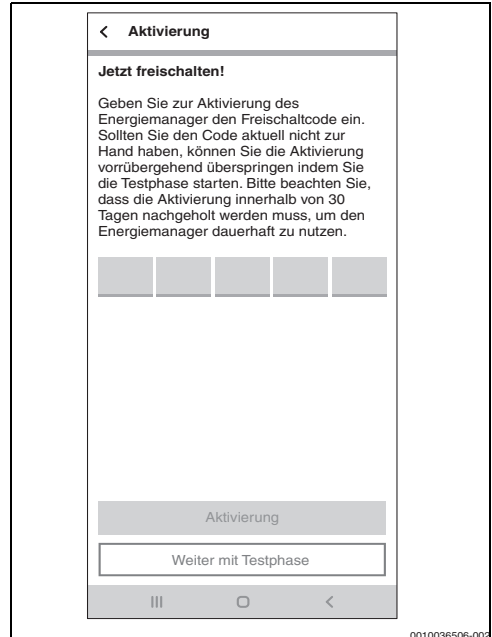 Aktivierung
Jetzt freischalten!
Geben Sie zur Aktivierung des
Energiemanager den Freischaltcode ein.
Sollten Sie den Code aktuell nicht zur
Hand haben, können Sie die Aktivierung
vorrübergehend überspringen indem Sie
die Testphase starten. Bitte beachten Sie,
dass die Aktivierung innerhalb von 30
Tagen nachgeholt werden muss, um den
Energiemanager dauerhaft zu nutzen.
Aktivierung
Weiter mit Testphase
0010036506-002